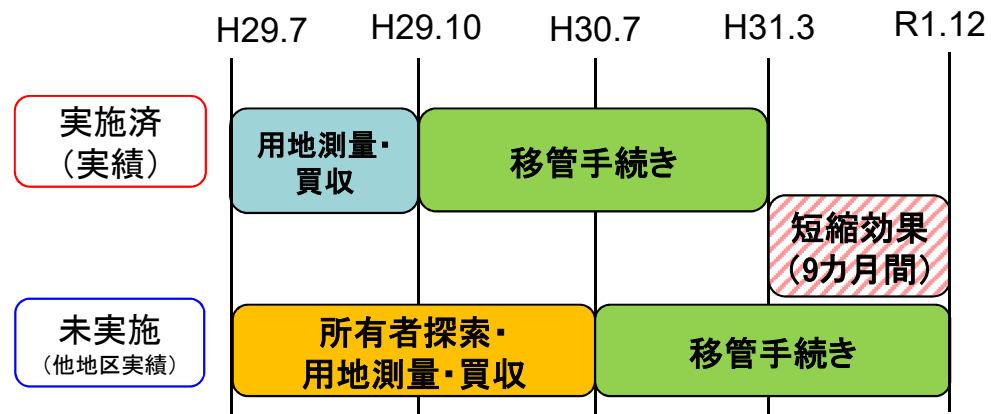 H29.7 H29.10 H30.7 H31.3 R1.12
実施済
（実績）
用地測量・
買収
移管手続き
短縮効果
（9カ月間）
未実施
（他地区実績）
所有者探索・
用地測量・買収
移管手続き